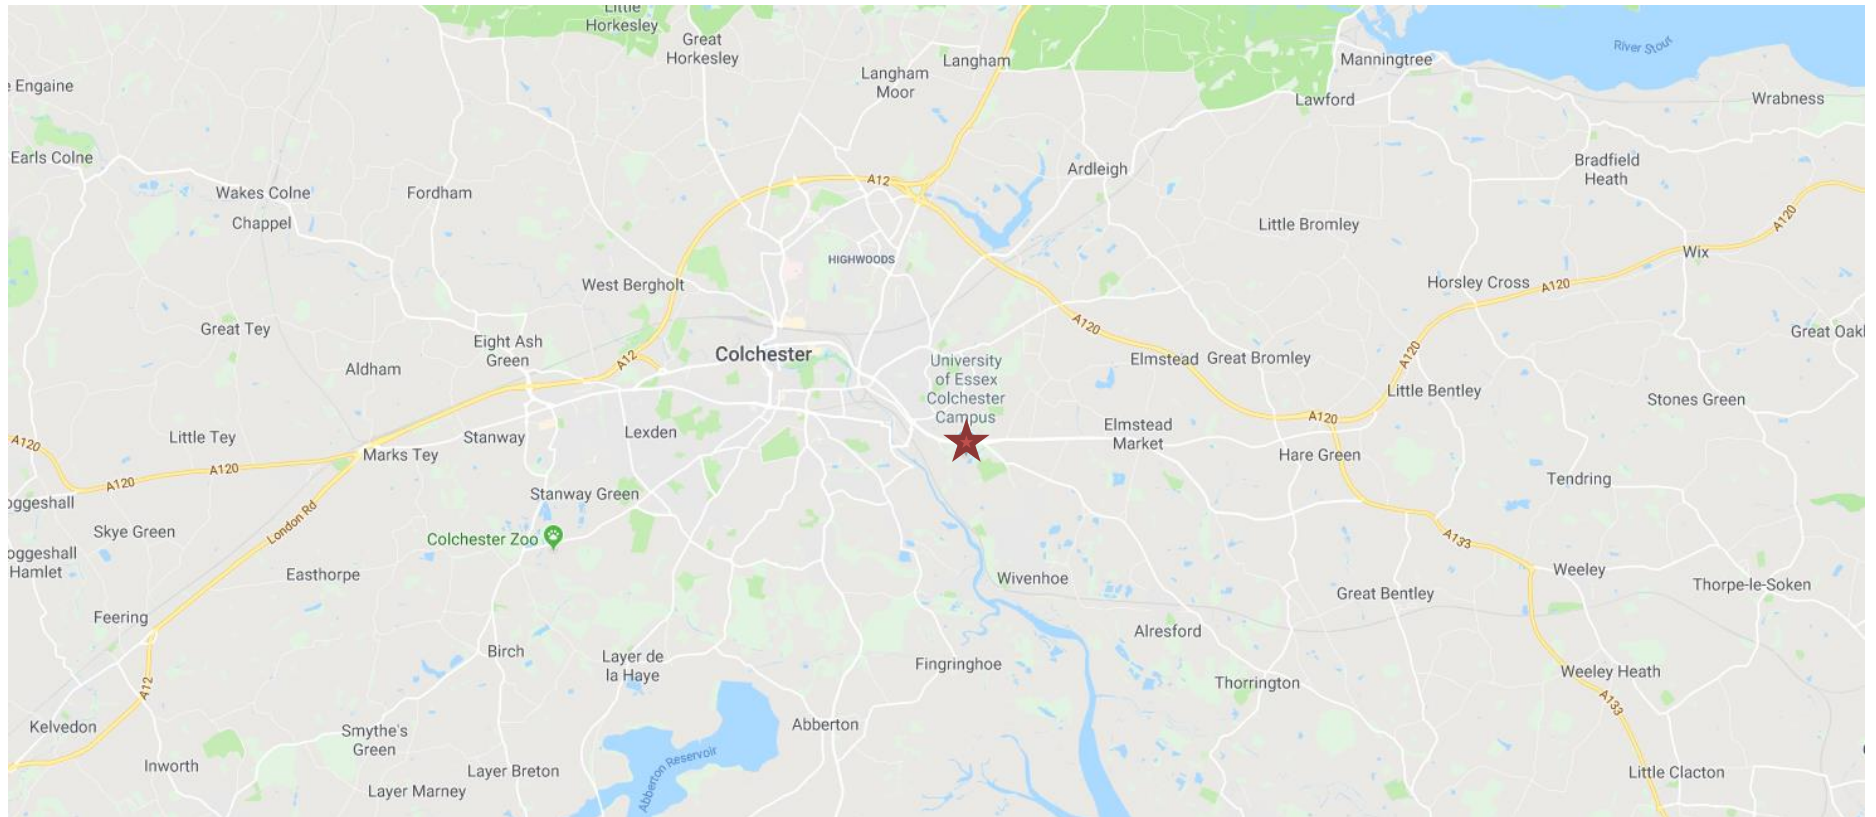 Little
Horkesley
Great
Horkesley
Langham
Langham
Moor
Manningtree
River Stour
Engaine
Lawford
Wrabness
Earls Colne
Wakes Colne
Fordham
A12
Ardleigh
Bradfield
Heath
Chappel
Little Bromley
A120
HIGHWOODS
Wix
West Bergholt
Horsley Cross
A120
Great Tey
Eight Ash
Green
A120
Great Oakl
Aldham
A12
Colchester
University
of Essex
Colchester
Campus
Elmstead
Great Bromley
A120
Little Bentley
Stones Green
Little Tey
Stanway
Lexden
Elmstead
Market
A120
Hare Green
A120
Marks Tey
A120
A120
Tendring
oggeshall
Stanway Green
Skye Green
London Rd
Colchester Zoo
A133
oggeshall
Hamlet
Easthorpe
Wivenhoe
Weeley
Thorpe-le-Soken
Great Bentley
Feering
Alresford
Birch
Layer de
la Haye
Fingringhoe
Weeley Heath
A12
Thorrington
A133
Kelvedon
Smythe's
Green
Abberton
Inworth
Layer Breton
Abberton Reservoir
Little Clacton
Layer Marney